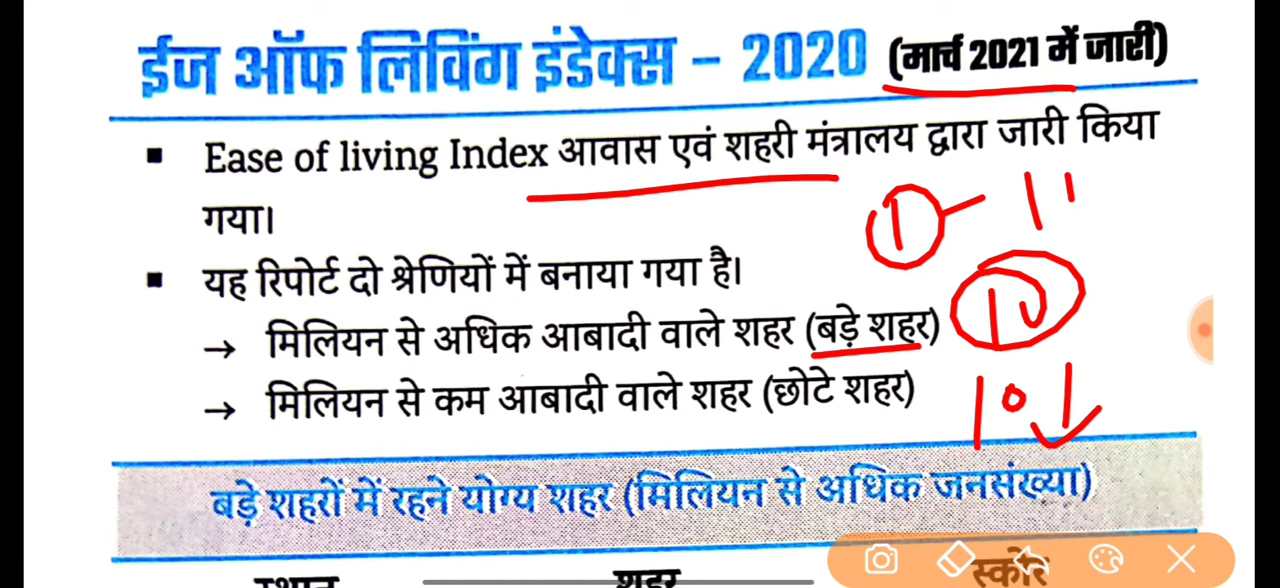 ईज ऑफ लिविंग इंडेक्स – 2020 (मार्च 2021 में जारी)
▪ Ease of living Index आवास एवं शहरी मंत्रालय द्वारा जारी किया
गया।
▪ यह रिपोर्ट दो श्रेणियों में बनाया गया है।
→ मिलियन से अधिक आबादी वाले शहर (बड़े शहर)
→ मिलियन से कम आबादी वाले शहर (छोटे शहर)
बड़े शहरों में रहने योग्य शहर (मिलियन से अधिक जनसंख्या)
स्थान शहर स्कोर